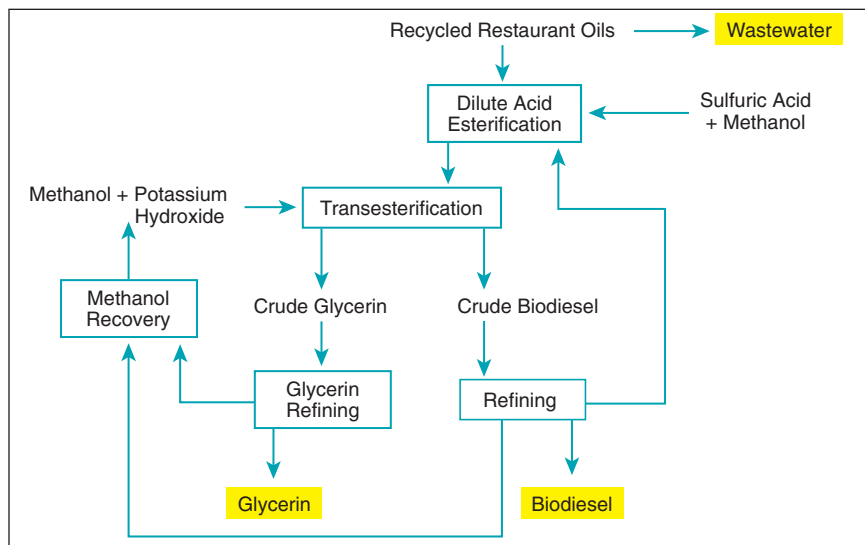 Recycled Restaurant Oils
Wastewater
Dilute Acid
Esterification
Sulfuric Acid
+ Methanol
Methanol + Potassium
Hydroxide
Transesterification
Methanol
Recovery
Crude Glycerin
Crude Biodiesel
Glycerin
Refining
Refining
Glycerin
Biodiesel